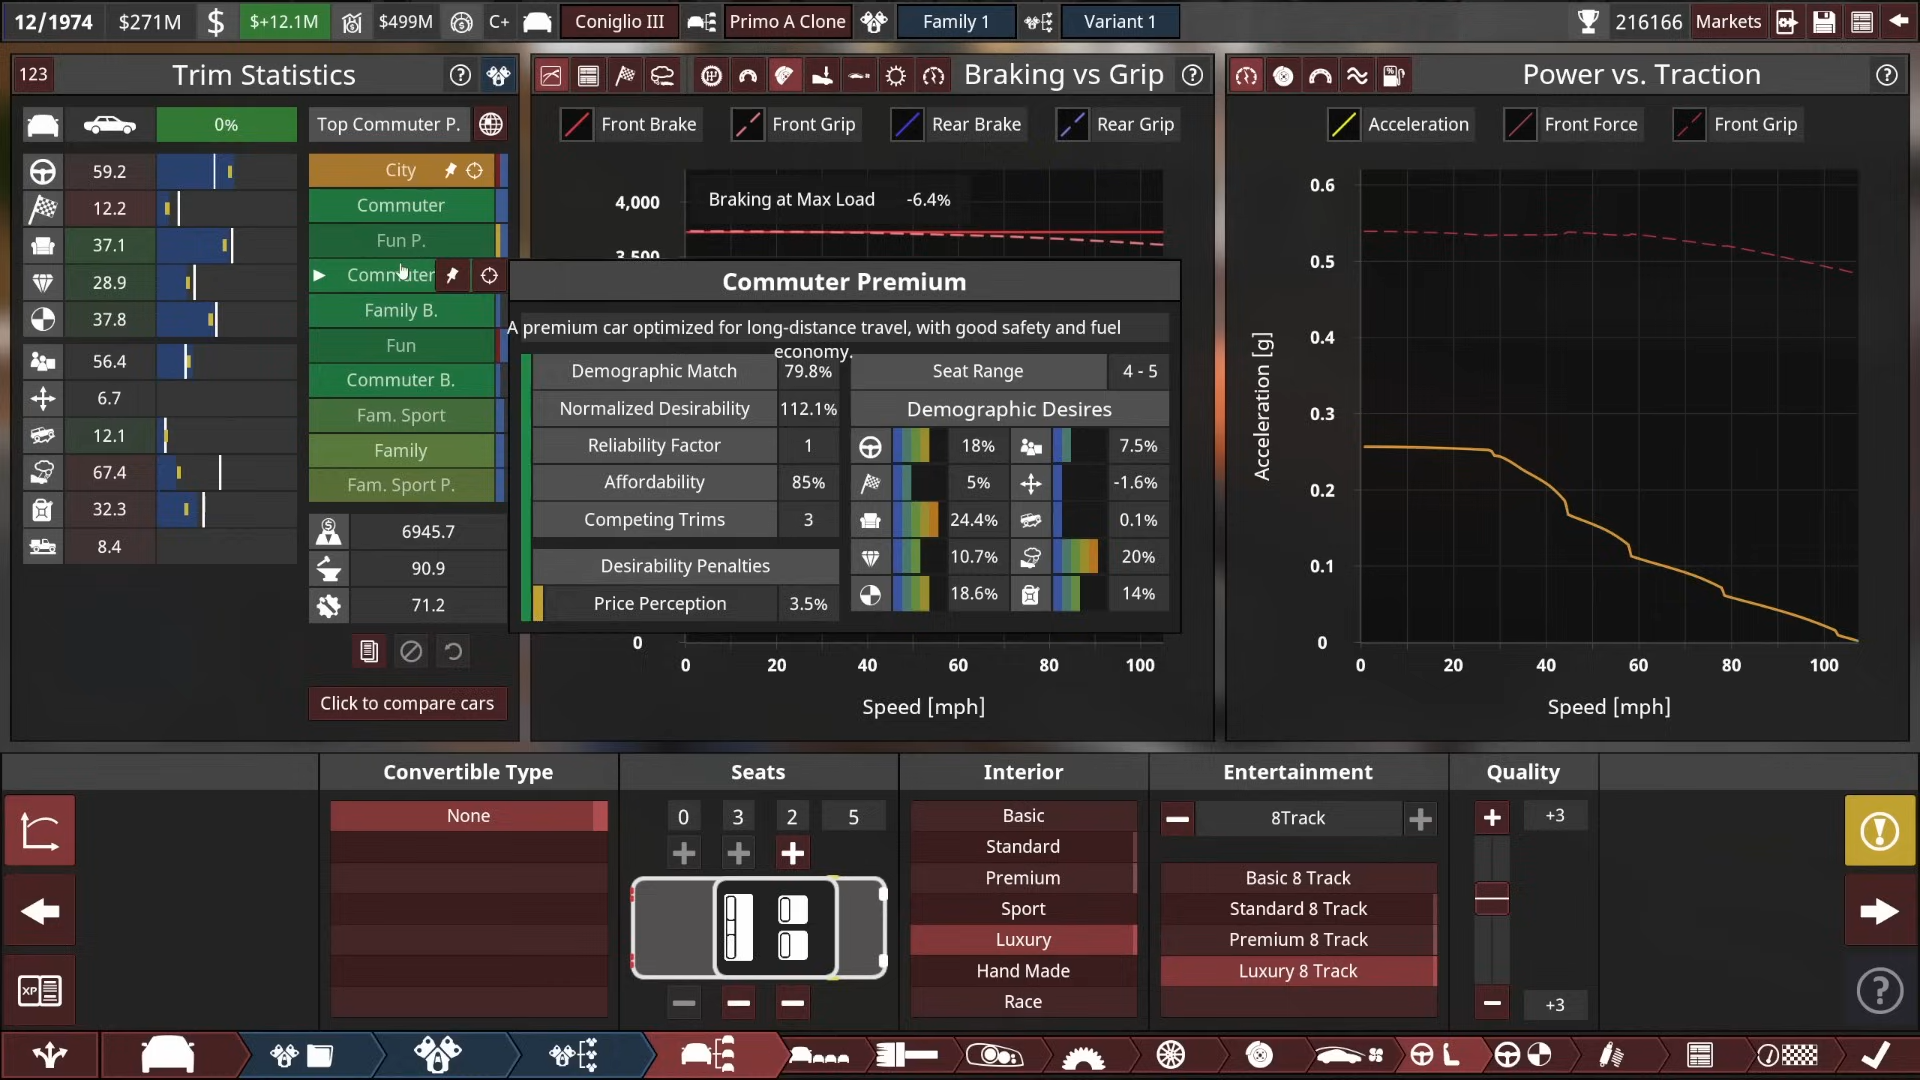 12/1974 $271M $ $+12.1M $499M C+ Coniglio III Primo A Clone Family 1 Variant 1 216166 Markets
123 Trim Statistics
0% Top Commuter P.
59.2
12.2
37.1
28.9
37.8
56.4
6.7
12.1
67.4
32.3
8.4
City
Commuter
Fun P.
Commuter
Family B.
Fun
Commuter B.
Fam. Sport
Family
Fam. Sport P.
6945.7
90.9
71.2
Click to compare cars
Braking vs Grip
Front Brake Front Grip Rear Brake Rear Grip
4,000
Braking at Max Load -6.4%
3,500
0
0 20 40 60 80 100
Speed [mph]
Commuter Premium
A premium car optimized for long-distance travel, with good safety and fuel
economy.
Demographic Match 79.8%
Normalized Desirability 112.1%
Reliability Factor 1
Affordability 85%
Competing Trims 3
Desirability Penalties
Price Perception 3.5%
Seat Range 4 - 5
Demographic Desires
18% 7.5%
5% -1.6%
24.4% 0.1%
10.7% 20%
18.6% 14%
Power vs. Traction
Acceleration Front Force Front Grip
Acceleration [g]
0.6
0.5
0.4
0.3
0.2
0.1
0
0 20 40 60 80 100
Speed [mph]
Convertible Type
None
Seats
0 3 2 5
Interior
Basic
Standard
Premium
Sport
Luxury
Hand Made
Race
Entertainment
8Track
Basic 8 Track
Standard 8 Track
Premium 8 Track
Luxury 8 Track
Quality
+3
+3
XP